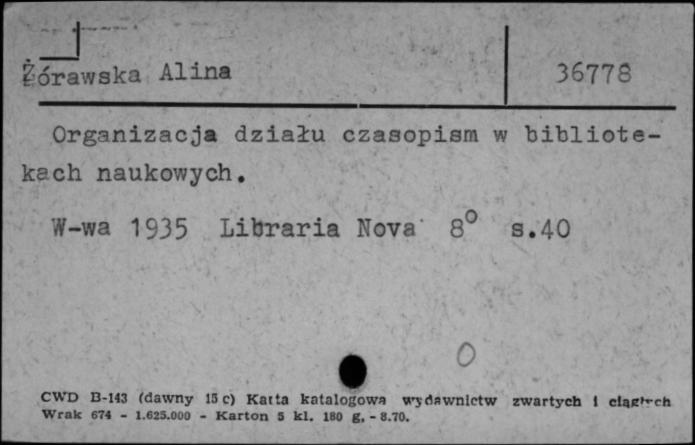 Żórawska Alina 36778
Organizacja działu czasopism w bibliote-
kach naukowych.
W-wa 1935 Libraria Nova 8° s.40
0
CWD B-143 (dawny 15 c) Karta katalogowa wydawnictw zwartych i ciągłych
Wrak 674 - 1.625.000 - Karton 5 kl. 180 g. - 8.70.